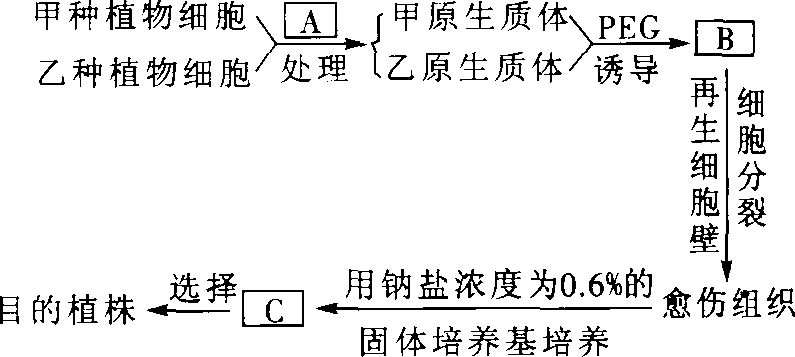 甲种植物细胞
乙种植物细胞
A
处理
甲原生质体
乙原生质体
PEG
诱导
B
再生细胞壁
细胞分裂
愈伤组织
用钠盐浓度为0.6%的
固体培养基培养
C
选择
目的植株